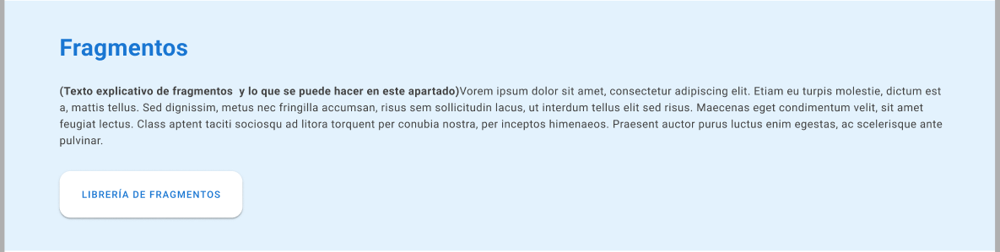 Fragmentos
(Texto explicativo de fragmentos  y lo que se puede hacer en este apartado)Vorem ipsum dolor sit amet, consectetur adipiscing elit. Etiam eu turpis molestie, dictum est
a, mattis tellus. Sed dignissim, metus nec fringilla accumsan, risus sem sollicitudin lacus, ut interdum tellus elit sed risus. Maecenas eget condimentum velit, sit amet
feugiat lectus. Class aptent taciti sociosqu ad litora torquent per conubia nostra, per inceptos himenaeos. Praesent auctor purus luctus enim egestas, ac scelerisque ante
pulvinar.
LIBRERÍA DE FRAGMENTOS